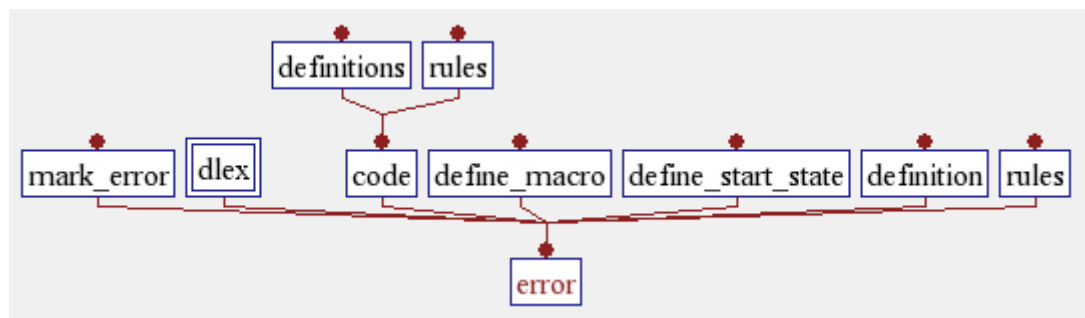 definitions rules
mark_error dlex code define_macro define_start_state definition rules
error